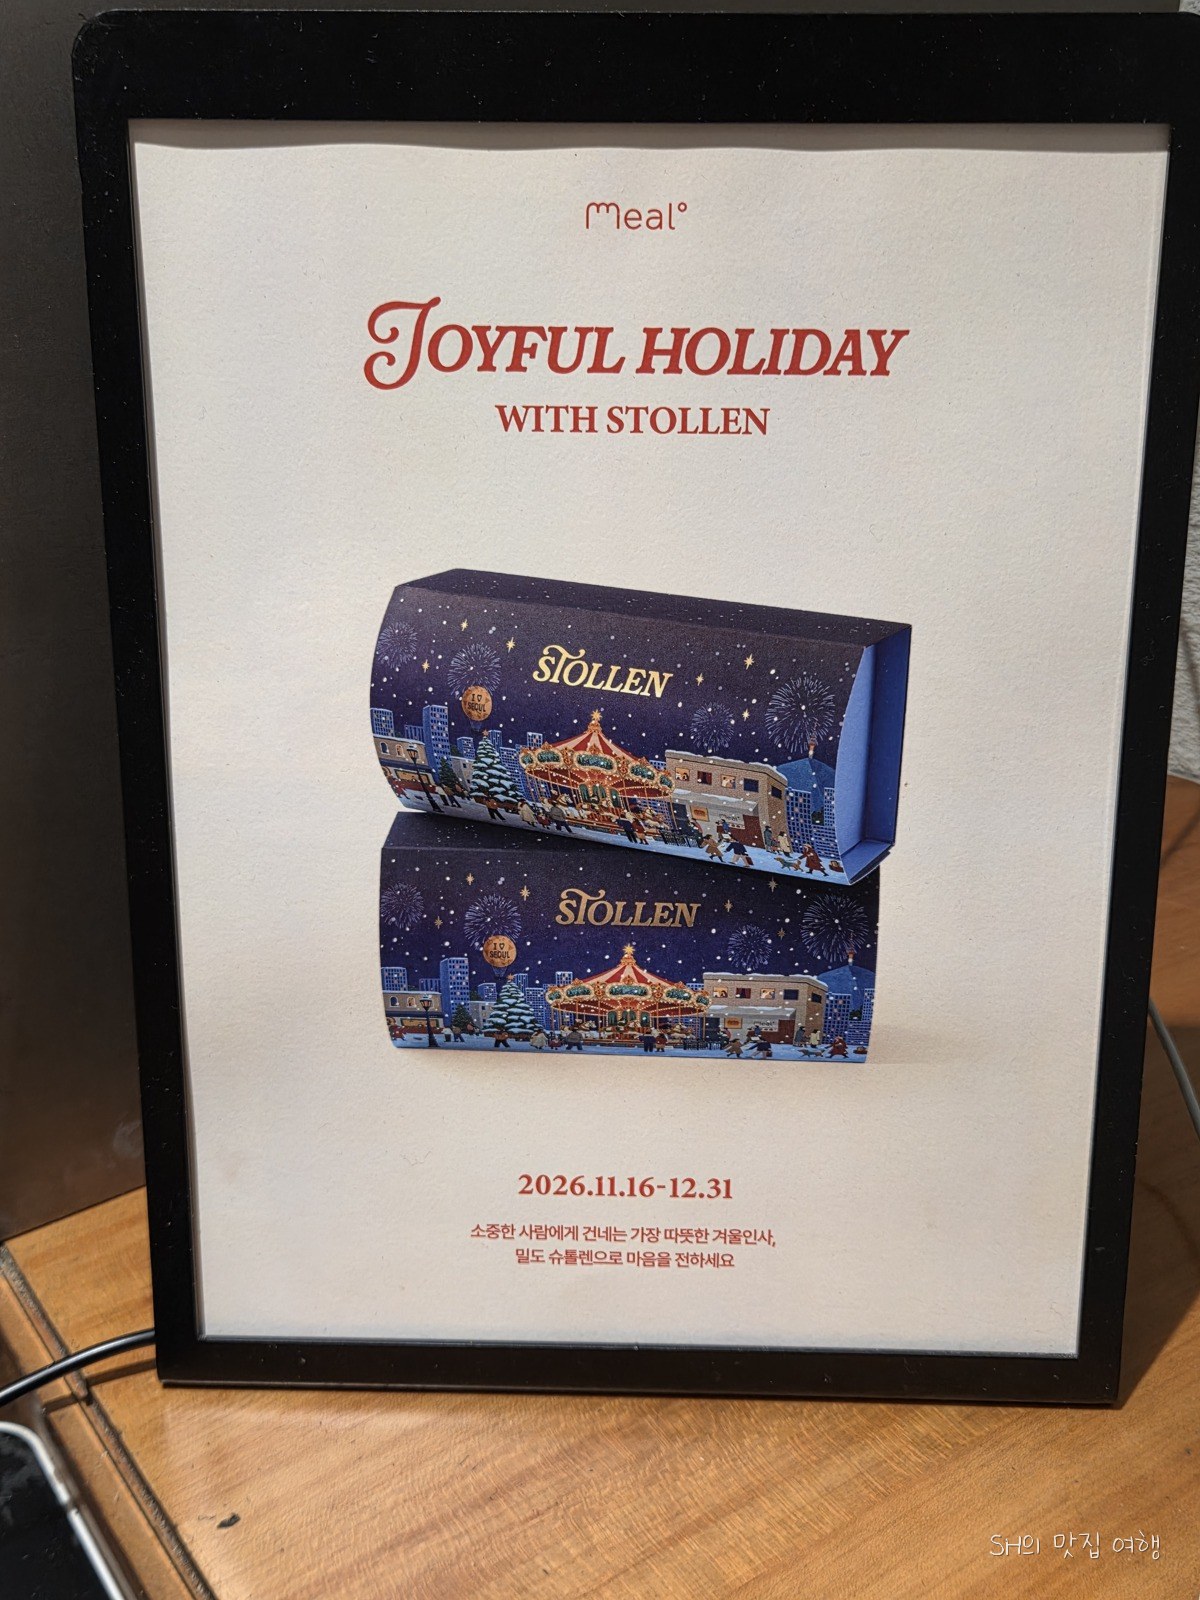 meal°
JOYFUL HOLIDAY
WITH STOLLEN
STOLLEN
I ♡
SEOUL
STOLLEN
I ♡
SEOUL
2026.11.16-12.31
소중한 사람에게 건네는 가장 따뜻한 겨울인사,
밀도 슈톨렌으로 마음을 전하세요
SH의 맛집 여행